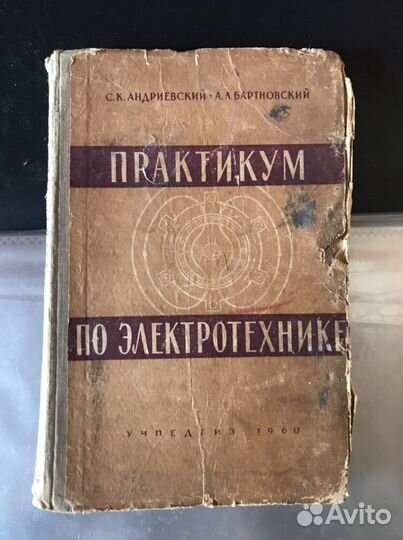 С.К.АНДРИЕВСКИЙ • А.Л.БАРТНОВСКИЙ
ПРАКТИКУМ
ПО ЭЛЕКТРОТЕХНИКЕ
УЧПЕДГИЗ 1960
Avito